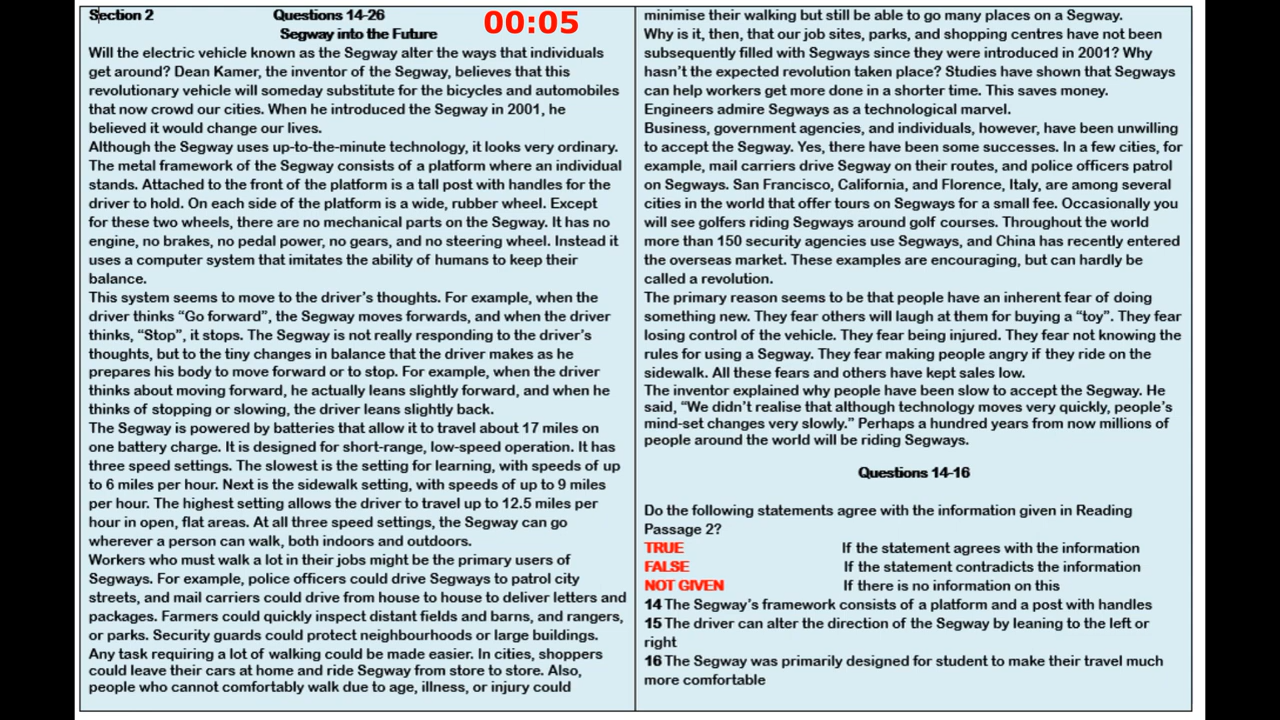 Section 2 Questions 14-26
00:05
Segway into the Future
Will the electric vehicle known as the Segway alter the ways that individuals
get around? Dean Kamer, the inventor of the Segway, believes that this
revolutionary vehicle will someday substitute for the bicycles and automobiles
that now crowd our cities. When he introduced the Segway in 2001, he
believed it would change our lives.
Although the Segway uses up-to-the-minute technology, it looks very ordinary.
The metal framework of the Segway consists of a platform where an individual
stands. Attached to the front of the platform is a tall post with handles for the
driver to hold. On each side of the platform is a wide, rubber wheel. Except
for these two wheels, there are no mechanical parts on the Segway. It has no
engine, no brakes, no pedal power, no gears, and no steering wheel. Instead it
uses a computer system that imitates the ability of humans to keep their
balance.
This system seems to move to the driver's thoughts. For example, when the
driver thinks “Go forward”, the Segway moves forwards, and when the driver
thinks, “Stop”, it stops. The Segway is not really responding to the driver's
thoughts, but to the tiny changes in balance that the driver makes as he
prepares his body to move forward or to stop. For example, when the driver
thinks about moving forward, he actually leans slightly forward, and when he
thinks of stopping or slowing, the driver leans slightly back.
The Segway is powered by batteries that allow it to travel about 17 miles on
one battery charge. It is designed for short-range, low-speed operation. It has
three speed settings. The slowest is the setting for learning, with speeds of up
to 6 miles per hour. Next is the sidewalk setting, with speeds of up to 9 miles
per hour. The highest setting allows the driver to travel up to 12.5 miles per
hour in open, flat areas. At all three speed settings, the Segway can go
wherever a person can walk, both indoors and outdoors.
Workers who must walk a lot in their jobs might be the primary users of
Segways. For example, police officers could drive Segways to patrol city
streets, and mail carriers could drive from house to house to deliver letters and
packages. Farmers could quickly inspect distant fields and barns, and rangers,
or parks. Security guards could protect neighbourhoods or large buildings.
Any task requiring a lot of walking could be made easier. In cities, shoppers
could leave their cars at home and ride Segway from store to store. Also,
people who cannot comfortably walk due to age, illness, or injury could
minimise their walking but still be able to go many places on a Segway.
Why is it, then, that our job sites, parks, and shopping centres have not been
subsequently filled with Segways since they were introduced in 2001? Why
hasn't the expected revolution taken place? Studies have shown that Segways
can help workers get more done in a shorter time. This saves money.
Engineers admire Segways as a technological marvel.
Business, government agencies, and individuals, however, have been unwilling
to accept the Segway. Yes, there have been some successes. In a few cities, for
example, mail carriers drive Segway on their routes, and police officers patrol
on Segways. San Francisco, California, and Florence, Italy, are among several
cities in the world that offer tours on Segways for a small fee. Occasionally you
will see golfers riding Segways around golf courses. Throughout the world
more than 150 security agencies use Segways, and China has recently entered
the overseas market. These examples are encouraging, but can hardly be
called a revolution.
The primary reason seems to be that people have an inherent fear of doing
something new. They fear others will laugh at them for buying a “toy”. They fear
losing control of the vehicle. They fear being injured. They fear not knowing the
rules for using a Segway. They fear making people angry if they ride on the
sidewalk. All these fears and others have kept sales low.
The inventor explained why people have been slow to accept the Segway. He
said, “We didn't realise that although technology moves very quickly, people's
mind-set changes very slowly.” Perhaps a hundred years from now millions of
people around the world will be riding Segways.
Questions 14-16
Do the following statements agree with the information given in Reading
Passage 2?
TRUE If the statement agrees with the information
FALSE If the statement contradicts the information
NOT GIVEN If there is no information on this
14 The Segway's framework consists of a platform and a post with handles
15 The driver can alter the direction of the Segway by leaning to the left or
right
16 The Segway was primarily designed for student to make their travel much
more comfortable